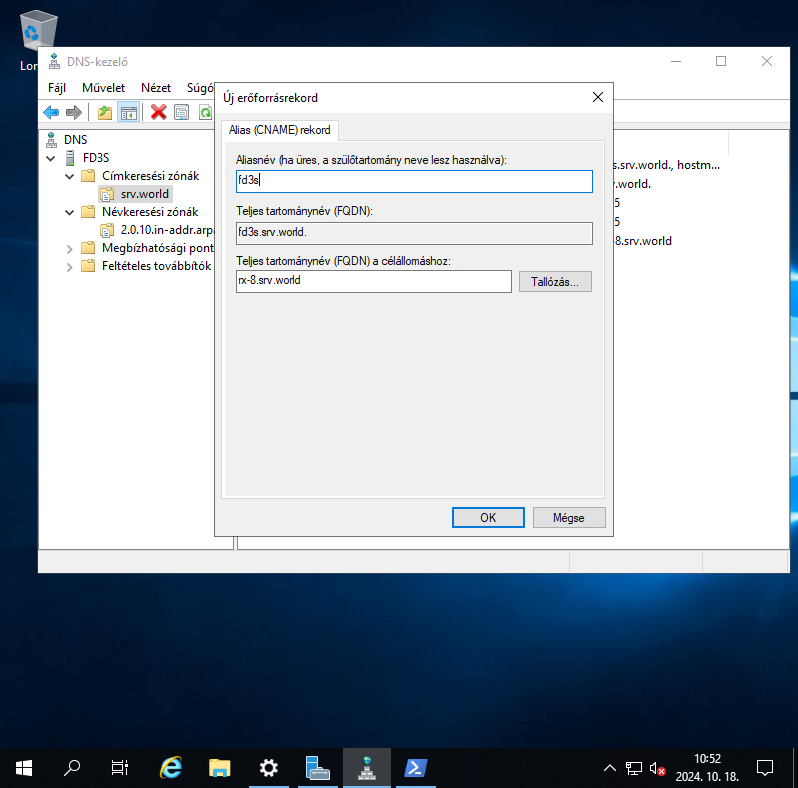 Lor
DNS-kezelő
Fájl Művelet Nézet Súgó
Új erőforrásrekord
Alias (CNAME) rekord
Aliasnév (ha üres, a szülőtartomány neve lesz használva):
fd3s
Teljes tartománynév (FQDN):
fd3s.srv.world.
Teljes tartománynév (FQDN) a célállomáshoz:
rx-8.srv.world
Tallózás...
OK
Mégse
DNS
FD3S
Címkeresési zónák
srv.world
Névkeresési zónák
2.0.10.in-addr.arpa
Megbízhatósági pont
Feltételes továbbítók
s.srv.world., hostm...
.world.
5
5
-8.srv.world
10:52
2024. 10. 18.